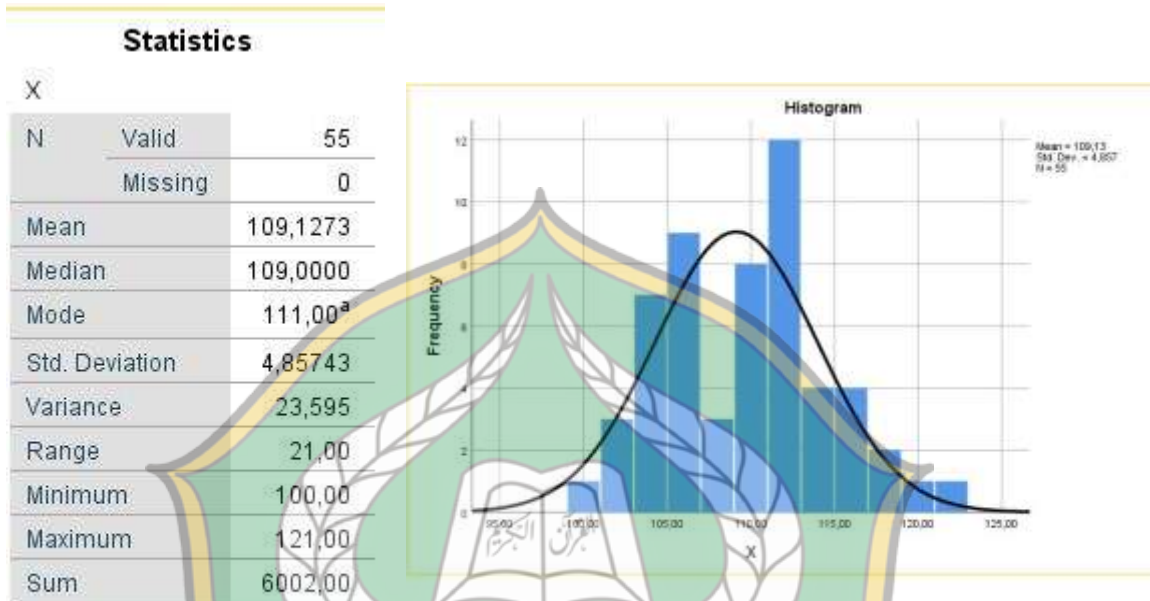 Statistics
X
N Valid 55
Missing 0
Mean 109,1273
Median 109,0000
Mode 111,00ª
Std. Deviation 4,85743
Variance 23,595
Range 21,00
Minimum 100,00
Maximum 121,00
Sum 6002,00
Histogram
Mean = 109,13
Std. Dev. = 4,857
N = 55
Frequency
12
10
8
6
4
2
0
95,00 100,00 105,00 110,00 115,00 120,00 125,00
X
القرآن الكريم